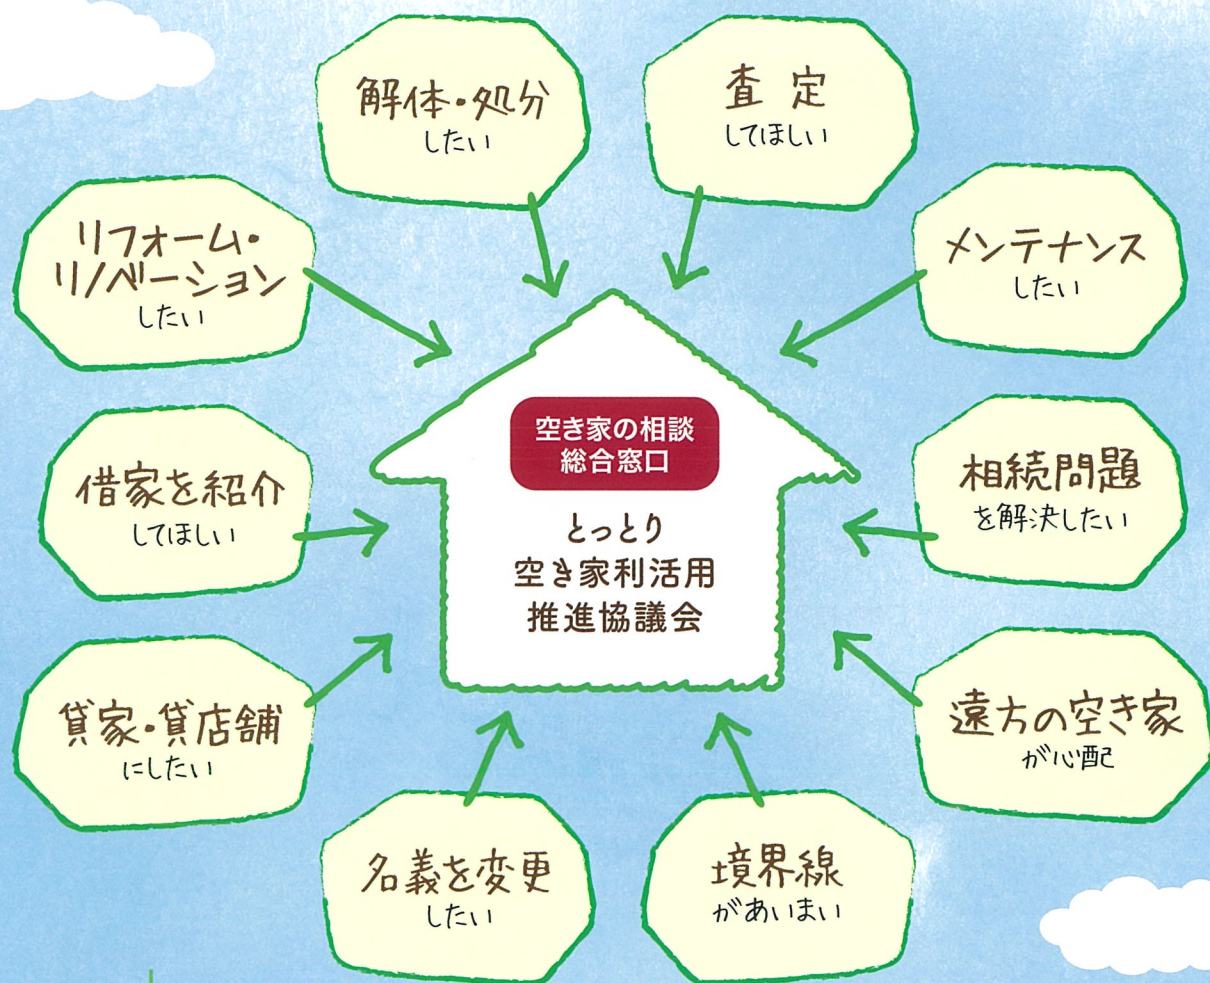 解体・処分
したい
査定
してほしい
リフォーム・
リノベーション
したい
メンテナンス
したい
空き家の相談
総合窓口
とっとり
空き家利活用
推進協議会
借家を紹介
してほしい
相続問題
を解決したい
貸家・貸店舗
にしたい
遠方の空き家
が心配
名義を変更
したい
境界線
があいまい